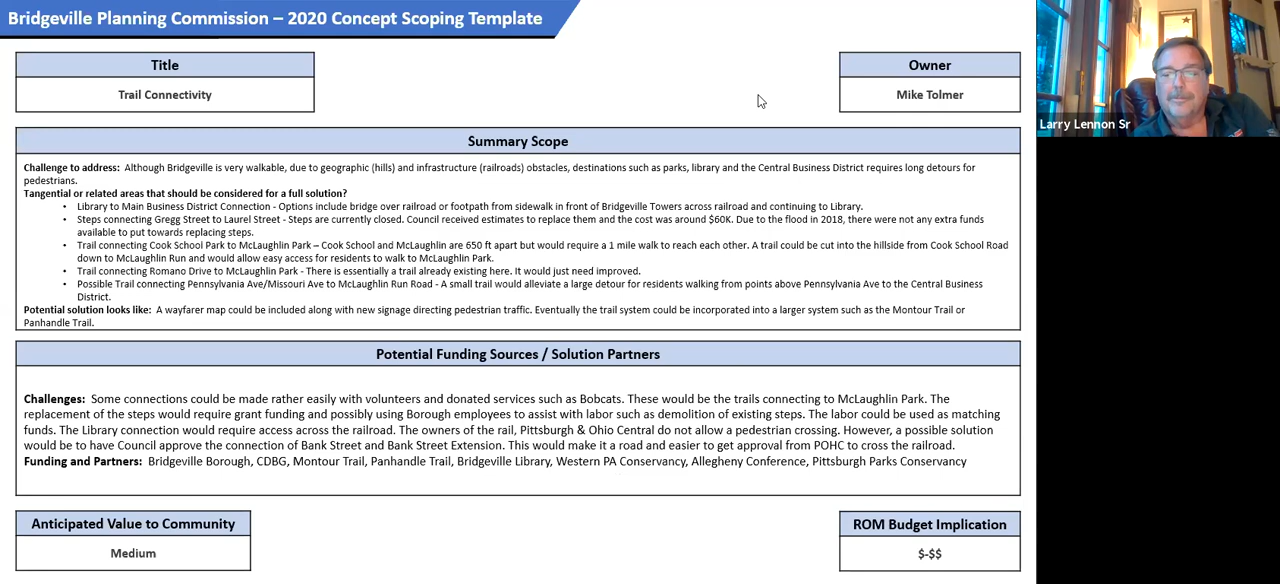 Bridgeville Planning Commission – 2020 Concept Scoping Template
Title
Trail Connectivity
Owner
Mike Tolmer
Larry Lennon Sr
Summary Scope
Challenge to address: Although Bridgeville is very walkable, due to geographic (hills) and infrastructure (railroads) obstacles, destinations such as parks, library and the Central Business District requires long detours for
pedestrians.
Tangential or related areas that should be considered for a full solution?
• Library to Main Business District Connection - Options include bridge over railroad or footpath from sidewalk in front of Bridgeville Towers across railroad and continuing to Library.
• Steps connecting Gregg Street to Laurel Street - Steps are currently closed. Council received estimates to replace them and the cost was around $60K. Due to the flood in 2018, there were not any extra funds
available to put towards replacing steps.
• Trail connecting Cook School Park to McLaughlin Park – Cook School and McLaughlin are 650 ft apart but would require a 1 mile walk to reach each other. A trail could be cut into the hillside from Cook School Road
down to McLaughlin Run and would allow easy access for residents to walk to McLaughlin Park.
• Trail connecting Romano Drive to McLaughlin Park - There is essentially a trail already existing here. It would just need improved.
• Possible Trail connecting Pennsylvania Ave/Missouri Ave to McLaughlin Run Road - A small trail would alleviate a large detour for residents walking from points above Pennsylvania Ave to the Central Business
District.
Potential solution looks like: A wayfarer map could be included along with new signage directing pedestrian traffic. Eventually the trail system could be incorporated into a larger system such as the Montour Trail or
Panhandle Trail.
Potential Funding Sources / Solution Partners
Challenges: Some connections could be made rather easily with volunteers and donated services such as Bobcats. These would be the trails connecting to McLaughlin Park. The
replacement of the steps would require grant funding and possibly using Borough employees to assist with labor such as demolition of existing steps. The labor could be used as matching
funds. The Library connection would require access across the railroad. The owners of the rail, Pittsburgh & Ohio Central do not allow a pedestrian crossing. However, a possible solution
would be to have Council approve the connection of Bank Street and Bank Street Extension. This would make it a road and easier to get approval from POHC to cross the railroad.
Funding and Partners: Bridgeville Borough, CDBG, Montour Trail, Panhandle Trail, Bridgeville Library, Western PA Conservancy, Allegheny Conference, Pittsburgh Parks Conservancy
Anticipated Value to Community
Medium
ROM Budget Implication
$-$$